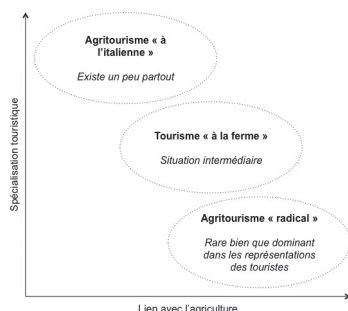 Agritourisme « à
l'italienne »
Existe un peu partout
Tourisme « à la ferme »
Situation intermédiaire
Agritourisme « radical »
Rare bien que dominant
dans les représentations
des touristes
Spécialisation touristique
Lien avec l'agriculture